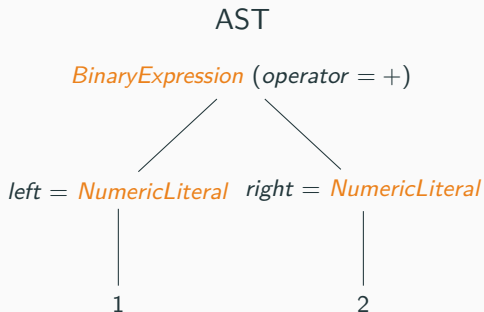 AST
BinaryExpression (operator = +)
left = NumericLiteral right = NumericLiteral
1 2